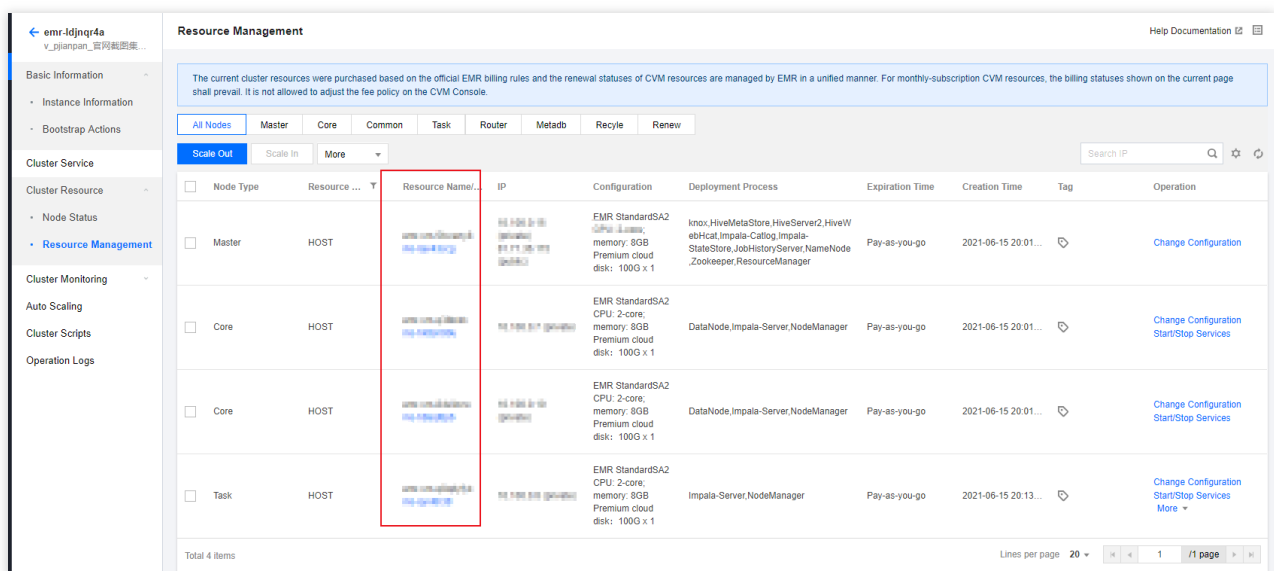 emr-ldjnqr4a
v_pjianpan_官网截图集...
Resource Management
Help Documentation
Basic Information
Instance Information
Bootstrap Actions
Cluster Service
Cluster Resource
Node Status
Resource Management
Cluster Monitoring
Auto Scaling
Cluster Scripts
Operation Logs
The current cluster resources were purchased based on the official EMR billing rules and the renewal statuses of CVM resources are managed by EMR in a unified manner. For monthly-subscription CVM resources, the billing statuses shown on the current page
shall prevail. It is not allowed to adjust the fee policy on the CVM Console.
All Nodes Master Core Common Task Router Metadb Recyle Renew
Scale Out Scale In More Search IP
Node Type Resource ... Resource Name/... IP Configuration Deployment Process Expiration Time Creation Time Tag Operation
Master HOST
EMR StandardSA2
memory: 8GB
Premium cloud
disk: 100G x 1
knox,HiveMetaStore,HiveServer2,HiveW
ebHcat,Impala-Catlog,Impala-
StateStore,JobHistoryServer,NameNode
,Zookeeper,ResourceManager
Pay-as-you-go 2021-06-15 20:01... Change Configuration
Core HOST
EMR StandardSA2
CPU: 2-core;
memory: 8GB
Premium cloud
disk: 100G x 1
DataNode,Impala-Server,NodeManager Pay-as-you-go 2021-06-15 20:01...
Change Configuration
Start/Stop Services
Core HOST
EMR StandardSA2
CPU: 2-core;
memory: 8GB
Premium cloud
disk: 100G x 1
DataNode,Impala-Server,NodeManager Pay-as-you-go 2021-06-15 20:01...
Change Configuration
Start/Stop Services
Task HOST
EMR StandardSA2
CPU: 2-core;
memory: 8GB
Premium cloud
disk: 100G x 1
Impala-Server,NodeManager Pay-as-you-go 2021-06-15 20:13...
Change Configuration
Start/Stop Services
More
Total 4 items Lines per page 20 1 /1 page